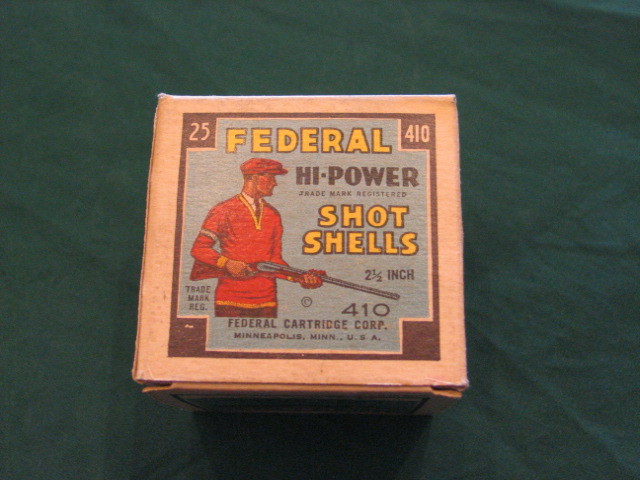 25 FEDERAL 410
HI-POWER
TRADE MARK REGISTERED
SHOT
SHELLS
2½ INCH
TRADE
MARK
REG.
©
410
FEDERAL CARTRIDGE CORP.
MINNEAPOLIS, MINN., U. S. A.